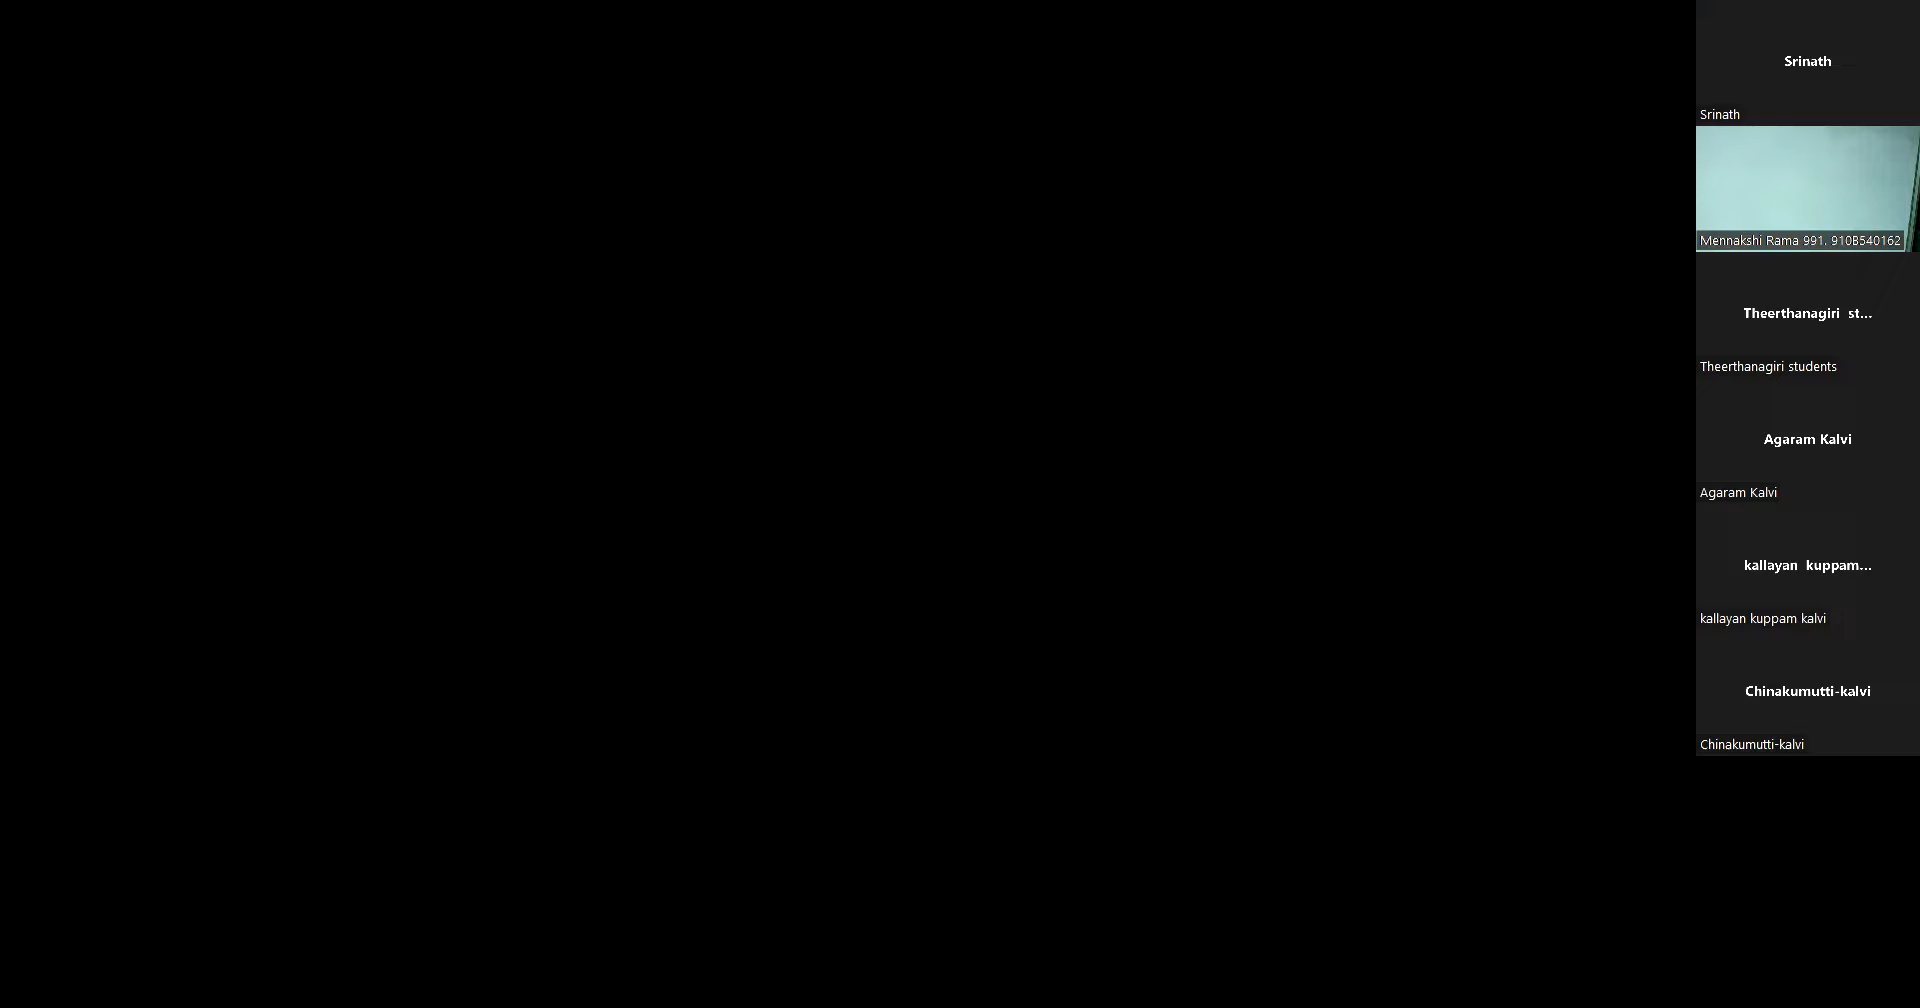 Srinath
Srinath
Mennakshi Rama 991. 910B540162
Theerthanagiri st...
Theerthanagiri students
Agaram Kalvi
Agaram Kalvi
kallayan kuppam...
kallayan kuppam kalvi
Chinakumutti-kalvi
Chinakumutti-kalvi